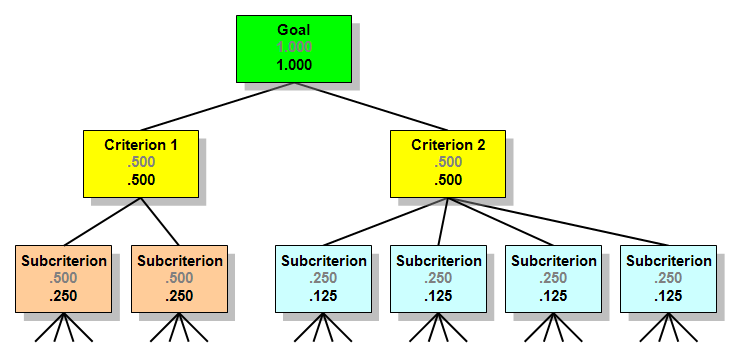 Goal
1.000
1.000
Criterion 1
.500
.500
Criterion 2
.500
.500
Subcriterion
.500
.250
Subcriterion
.500
.250
Subcriterion
.250
.125
Subcriterion
.250
.125
Subcriterion
.250
.125
Subcriterion
.250
.125